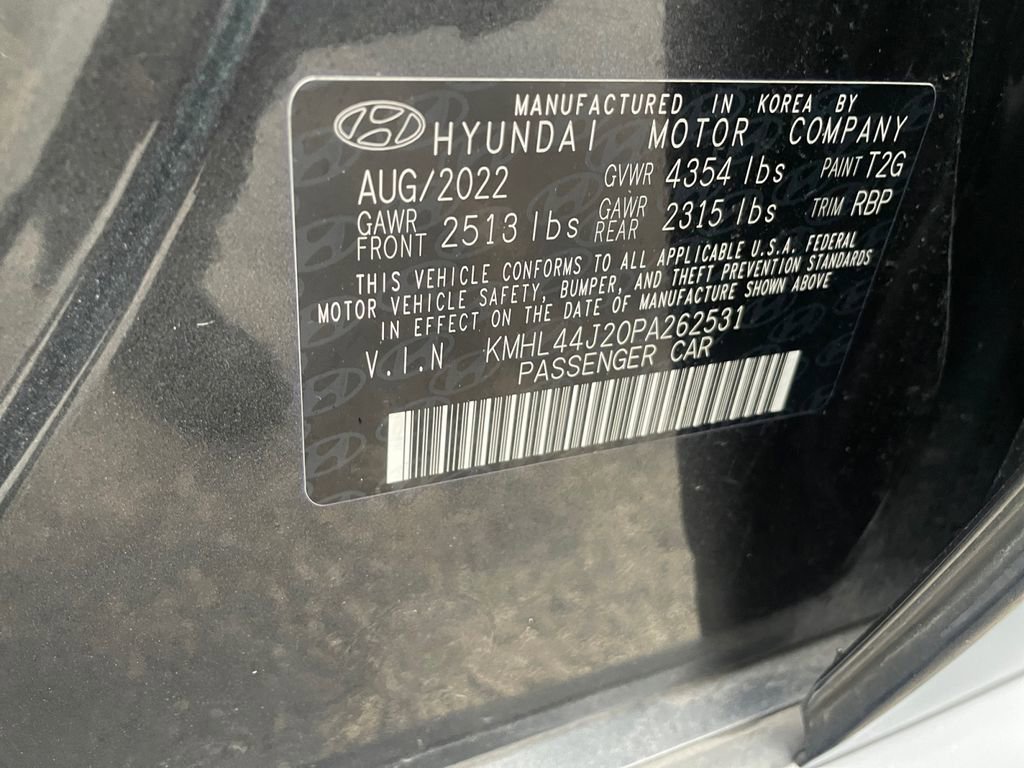 MANUFACTURED IN KOREA BY
HYUNDAI MOTOR COMPANY
AUG/2022 GVWR 4354 lbs PAINT T2G
GAWR FRONT 2513 lbs GAWR REAR 2315 lbs TRIM RBP
THIS VEHICLE CONFORMS TO ALL APPLICABLE U.S.A. FEDERAL
MOTOR VEHICLE SAFETY, BUMPER, AND THEFT PREVENTION STANDARDS
IN EFFECT ON THE DATE OF MANUFACTURE SHOWN ABOVE
V.I.N KMHL44J20PA262531
PASSENGER CAR